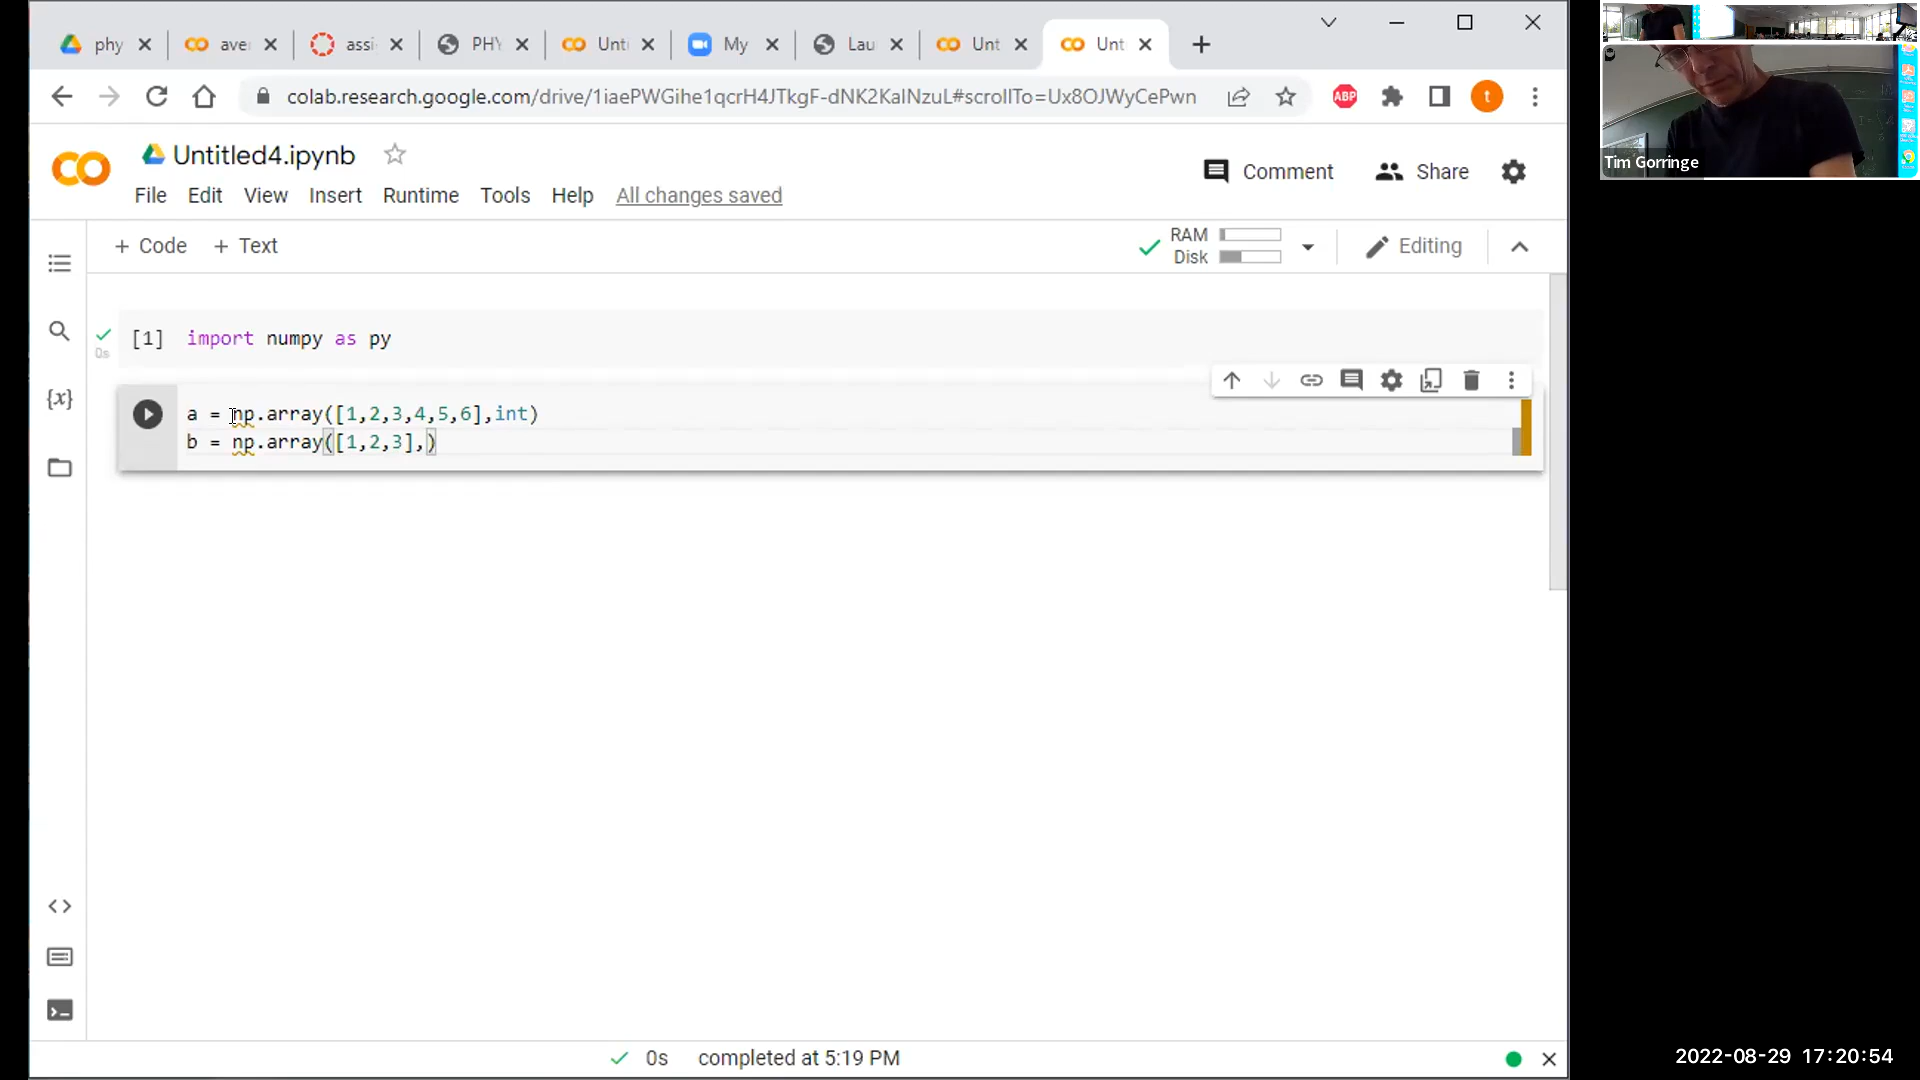 phy
ave
assi
PHY
Unt
My
Lau
Unt
Unt
colab.research.google.com/drive/1iaePWGihe1qcrH4JTkgF-dNK2KalNzuL#scrollTo=Ux8OJWyCePwn
ABP
t
Untitled4.ipynb
Comment
Share
File Edit View Insert Runtime Tools Help All changes saved
+ Code + Text
RAM
Disk
Editing
[1] import numpy as py
0s
{x}
a = np.array([1,2,3,4,5,6],int)
b = np.array([1,2,3],)
0s completed at 5:19 PM
Tim Gorringe
2022-08-29 17:20:54